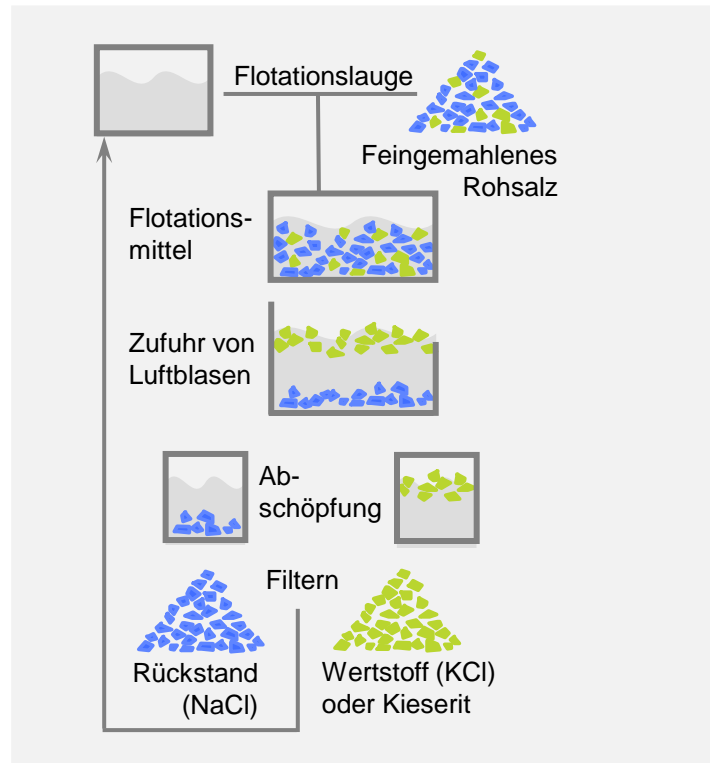 Flotationslauge
Feingemahlenes
Rohsalz
Flotations-
mittel
Zufuhr von
Luftblasen
Ab-
schöpfung
Filtern
Rückstand
(NaCl)
Wertstoff (KCl)
oder Kieserit